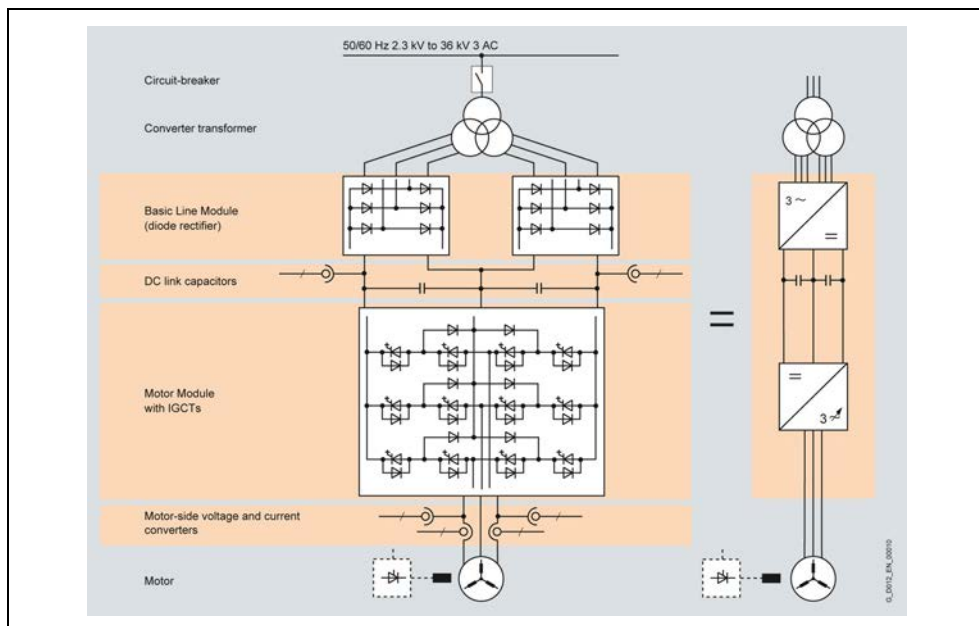 50/60 Hz 2.3 kV to 36 kV 3 AC
Circuit-breaker
Converter transformer
Basic Line Module
(diode rectifier)
DC link capacitors
Motor Module
with IGCTs
Motor-side voltage and current
converters
Motor
=
3 ~
=
=
3 ~
G_D012_EN_00010